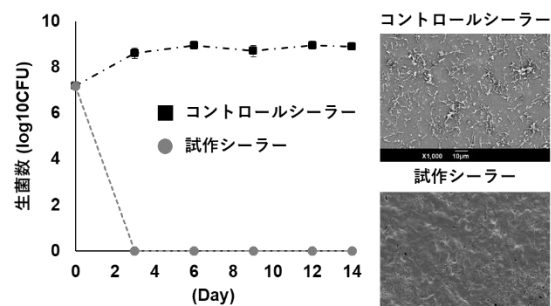 コントロールシーラー
10
8
6
4
2
0
生菌数 (log10CFU)
コントロールシーラー
試作シーラー
0 2 4 6 8 10 12 14
(Day)
X1,000 10μm
試作シーラー